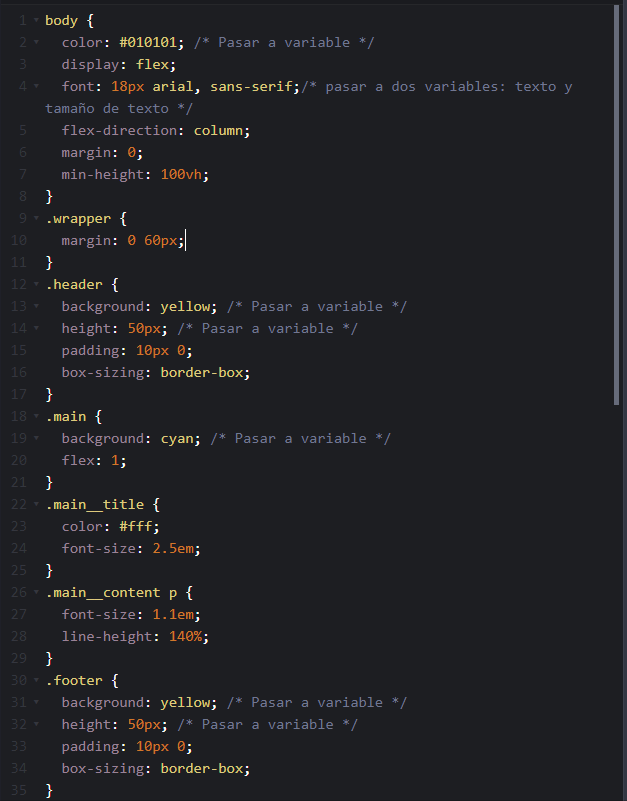 1 body {
2 color: #010101; /* Pasar a variable */
3 display: flex;
4 font: 18px arial, sans-serif;/* pasar a dos variables: texto y
tamaño de texto */
5 flex-direction: column;
6 margin: 0;
7 min-height: 100vh;
8 }
9 .wrapper {
10 margin: 0 60px;
11 }
12 .header {
13 background: yellow; /* Pasar a variable */
14 height: 50px; /* Pasar a variable */
15 padding: 10px 0;
16 box-sizing: border-box;
17 }
18 .main {
19 background: cyan; /* Pasar a variable */
20 flex: 1;
21 }
22 .main__title {
23 color: #fff;
24 font-size: 2.5em;
25 }
26 .main__content p {
27 font-size: 1.1em;
28 line-height: 140%;
29 }
30 .footer {
31 background: yellow; /* Pasar a variable */
32 height: 50px; /* Pasar a variable */
33 padding: 10px 0;
34 box-sizing: border-box;
35 }